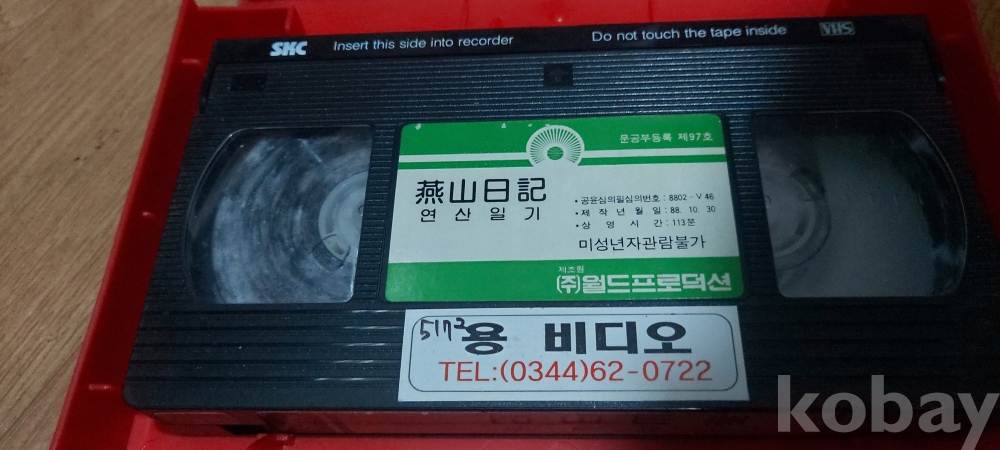 SKC Insert this side into recorder Do not touch the tape inside VHS
문공부등록 제97호
燕山日記
연산일기
• 공윤심의필심의번호 : 8802 - V 46
• 제 작 년 월 일 : 88. 10. 30
• 상 영 시 간 : 113분
미성년자관람불가
제조원
(주)월드프로덕션
5172
용 비디오
TEL:(0344)62-0722
kobay